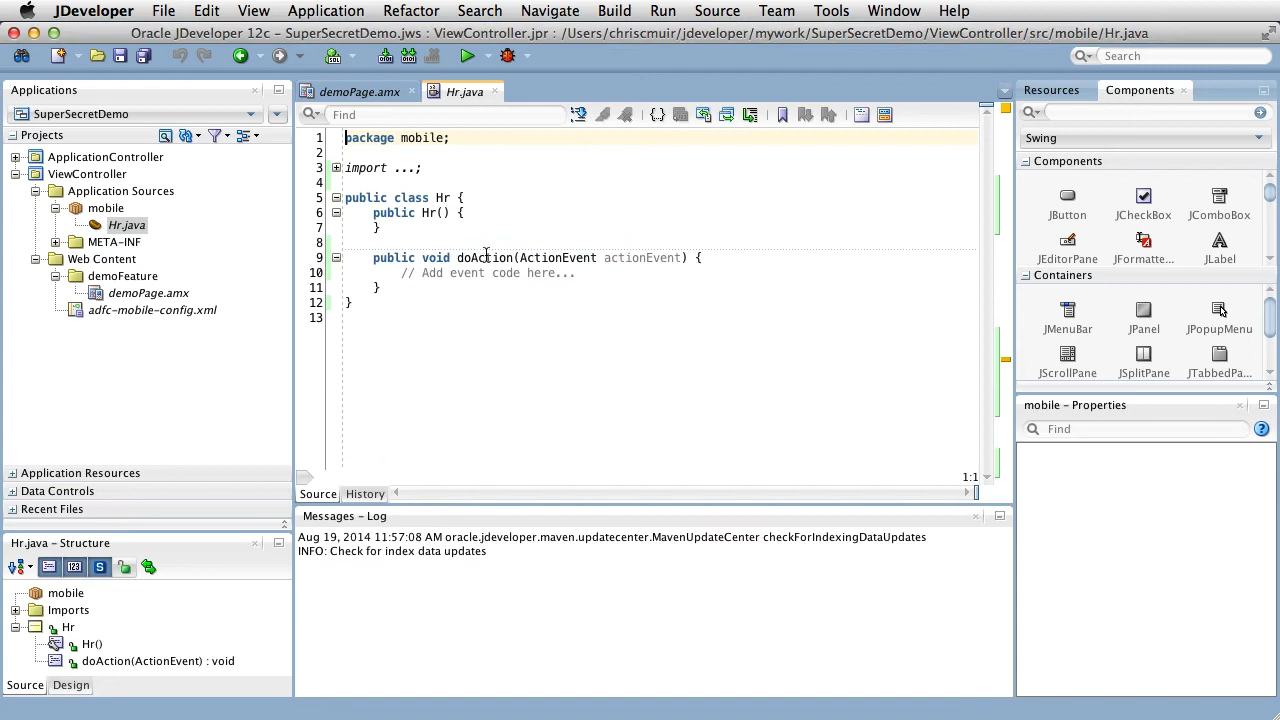 JDeveloper File Edit View Application Refactor Search Navigate Build Run Source Team Tools Window Help
Oracle JDeveloper 12c - SuperSecretDemo.jws : ViewController.jpr : /Users/chriscmuir/jdeveloper/mywork/SuperSecretDemo/ViewController/src/mobile/Hr.java
Search
Applications
SuperSecretDemo
Projects
ApplicationController
ViewController
Application Sources
mobile
Hr.java
META-INF
Web Content
demoFeature
demoPage.amx
adfc-mobile-config.xml
Application Resources
Data Controls
Recent Files
Hr.java - Structure
mobile
Imports
Hr
Hr()
doAction(ActionEvent) : void
Source Design
demoPage.amx Hr.java
Find
1 package mobile;
2
3 import ...;
4
5 public class Hr {
6 public Hr() {
7 }
8
9 public void doAction(ActionEvent actionEvent) {
10 // Add event code here...
11 }
12 }
13
1:1
Source History
Messages - Log
Aug 19, 2014 11:57:08 AM oracle.jdeveloper.maven.updatecenter.MavenUpdateCenter checkForIndexingDataUpdates
INFO: Check for index data updates
Resources Components
Swing
Components
JButton JCheckBox JComboBox
JEditorPane JFormatte... JLabel
Containers
JMenuBar JPanel JPopupMenu
JScrollPane JSplitPane JTabbedPa...
mobile - Properties
Find